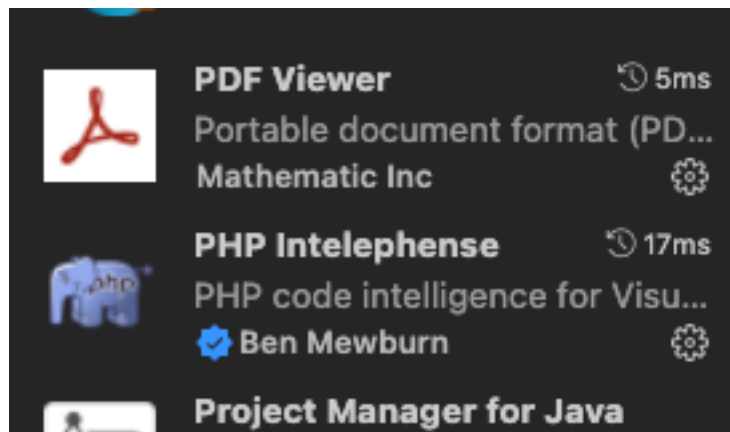 PDF Viewer 5ms
Portable document format (PD...
Mathematic Inc
PHP Intelephense 17ms
php
PHP code intelligence for Visu...
Ben Mewburn
Project Manager for Java